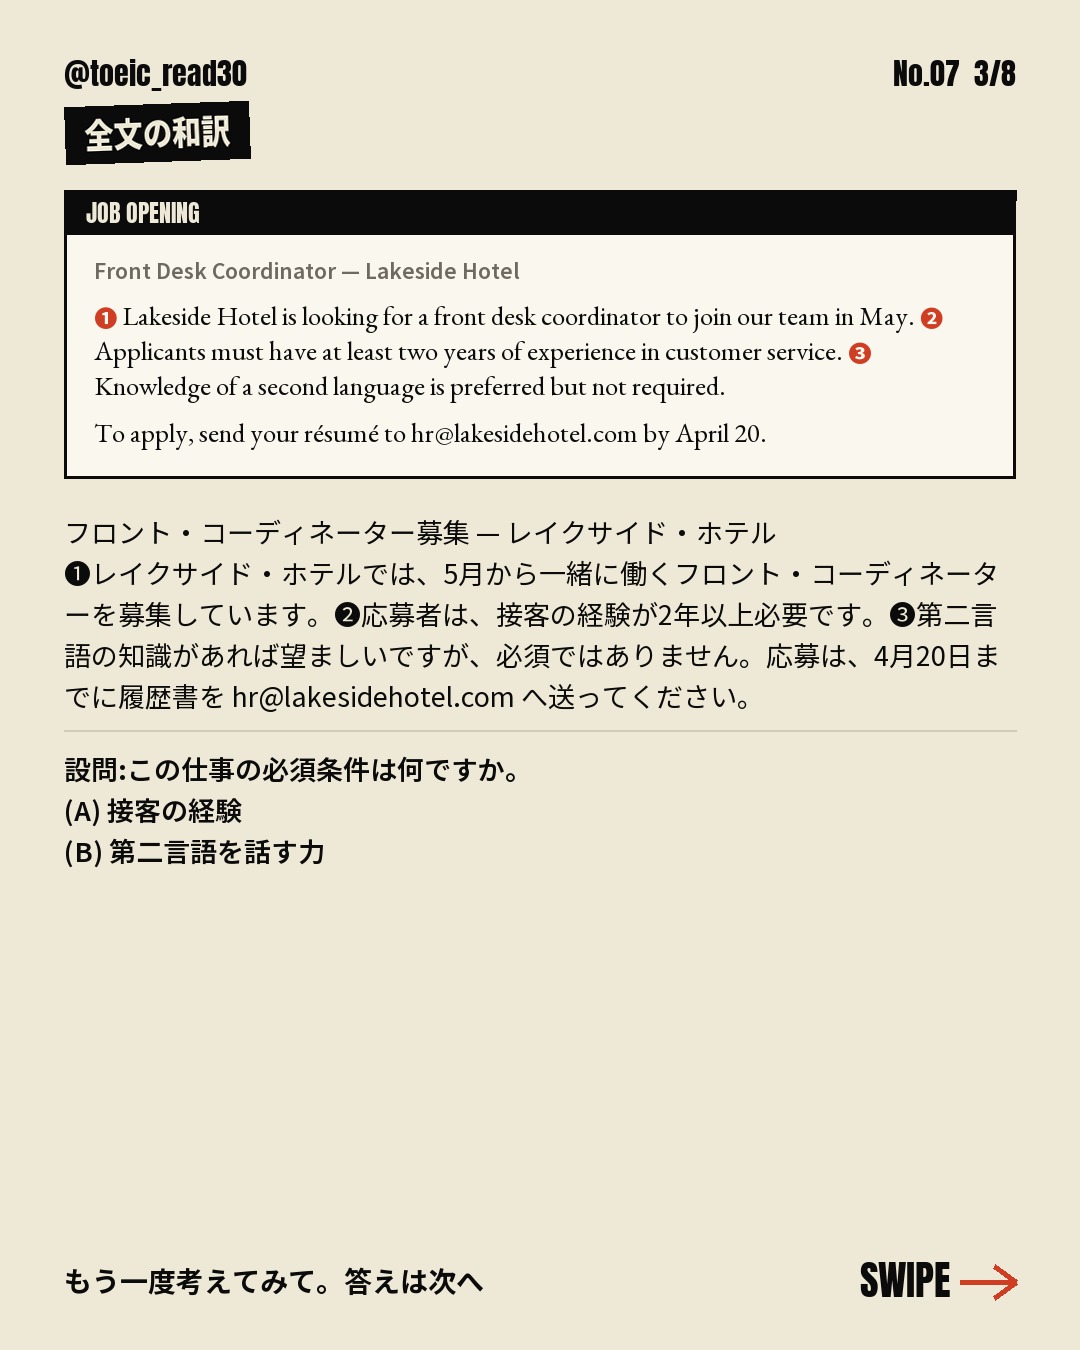 @toeic_read30
No.07 3/8
全文の和訳
JOB OPENING
Front Desk Coordinator — Lakeside Hotel
❶ Lakeside Hotel is looking for a front desk coordinator to join our team in May. ❷
Applicants must have at least two years of experience in customer service. ❸
Knowledge of a second language is preferred but not required.
To apply, send your résumé to hr@lakesidehotel.com by April 20.
フロント・コーディネーター募集 — レイクサイド・ホテル
❶レイクサイド・ホテルでは、5月から一緒に働くフロント・コーディネータ
ーを募集しています。❷応募者は、接客の経験が2年以上必要です。❸第二言
語の知識があれば望ましいですが、必須ではありません。応募は、4月20日ま
でに履歴書を hr@lakesidehotel.com へ送ってください。
設問:この仕事の必須条件は何ですか。
(A) 接客の経験
(B) 第二言語を話す力
もう一度考えてみて。答えは次へ
SWIPE